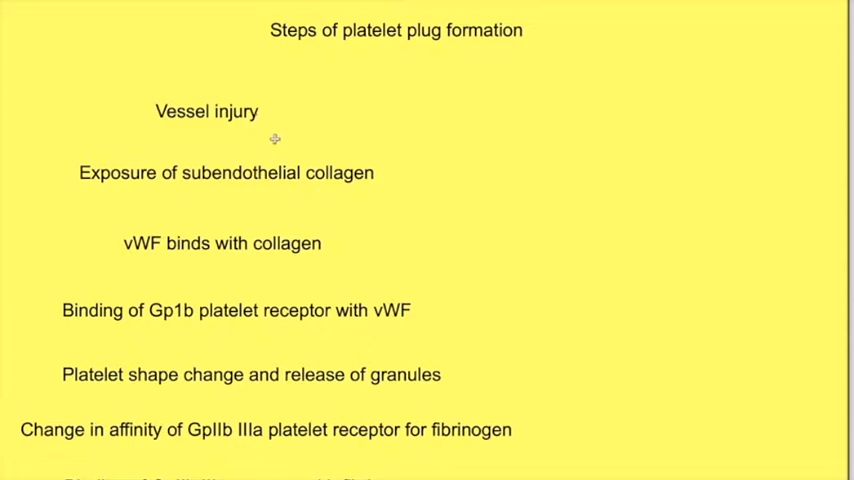 Steps of platelet plug formation
Vessel injury
Exposure of subendothelial collagen
vWF binds with collagen
Binding of Gp1b platelet receptor with vWF
Platelet shape change and release of granules
Change in affinity of GpIIb IIIa platelet receptor for fibrinogen